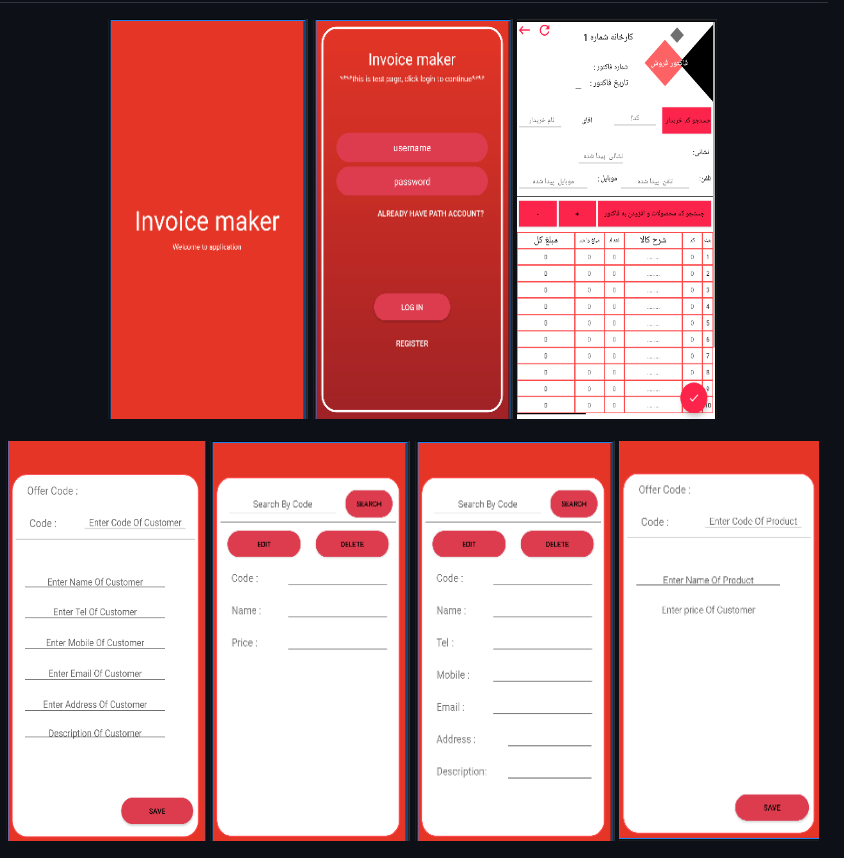 Invoice maker
Welcome to application
Invoice maker
***this is test page, click login to continue***
username
password
ALREADY HAVE PATH ACCOUNT?
LOG IN
REGISTER
کارخانه شماره 1
فاکتور فروش
شماره فاکتور :
تاریخ فاکتور :
جستجو کد خریدار
کد؟
اقای
نام خریدار
نشانی:
نشانی پیدا شده
تلفن:
تلفن پیدا شده
موبایل:
موبایل پیدا شده
جستجو کد محصولات و افزودن به فاکتور
+
-
کد شرح کالا تعداد مبلغ واحد مبلغ کل
1 0 ........ 0 0 0
2 0 ........ 0 0 0
3 0 ........ 0 0 0
4 0 ........ 0 0 0
5 0 ........ 0 0 0
6 0 ........ 0 0 0
7 0 ........ 0 0 0
8 0 ........ 0 0 0
9 0 ........ 0 0 0
10 0 ........ 0 0 0
Offer Code :
Code : Enter Code Of Customer
Enter Name Of Customer
Enter Tel Of Customer
Enter Mobile Of Customer
Enter Email Of Customer
Enter Address Of Customer
Description Of Customer
SAVE
Search By Code SEARCH
EDIT DELETE
Code :
Name :
Price :
Search By Code SEARCH
EDIT DELETE
Code :
Name :
Tel :
Mobile :
Email :
Address :
Description:
Offer Code :
Code : Enter Code Of Product
Enter Name Of Product
Enter price Of Customer
SAVE